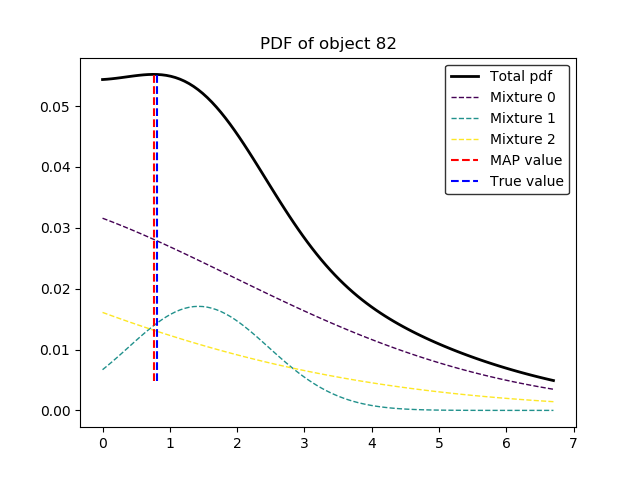 PDF of object 82
Total pdf
Mixture 0
Mixture 1
Mixture 2
MAP value
True value
0.05
0.04
0.03
0.02
0.01
0.00
0 1 2 3 4 5 6 7